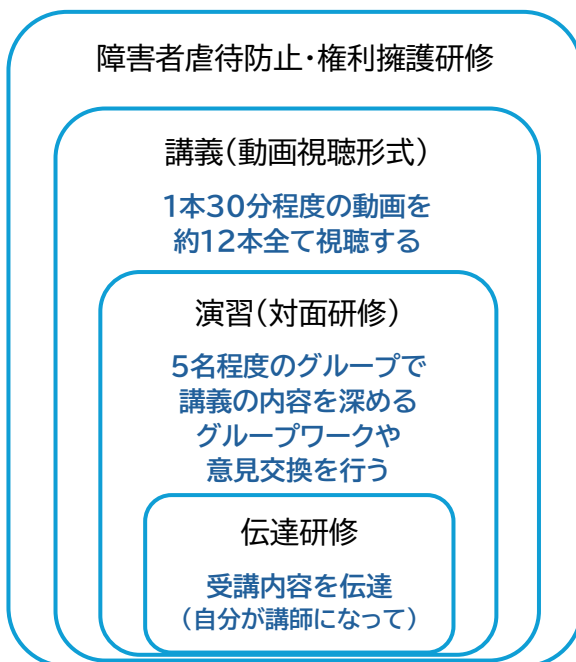 障害者虐待防止・権利擁護研修
講義(動画視聴形式)
1本30分程度の動画を
約12本全て視聴する
演習(対面研修)
5名程度のグループで
講義の内容を深める
グループワークや
意見交換を行う
伝達研修
受講内容を伝達
(自分が講師になって)